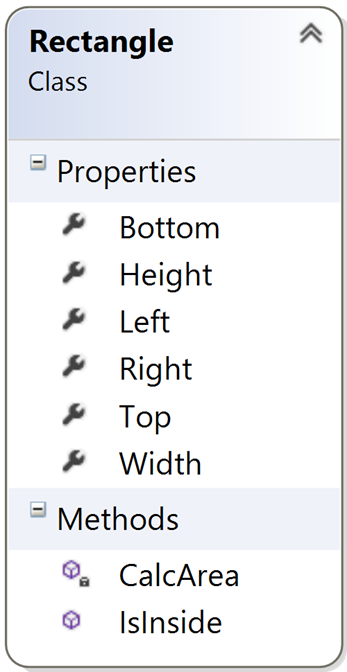 Rectangle
Class
Properties
Bottom
Height
Left
Right
Top
Width
Methods
CalcArea
IsInside